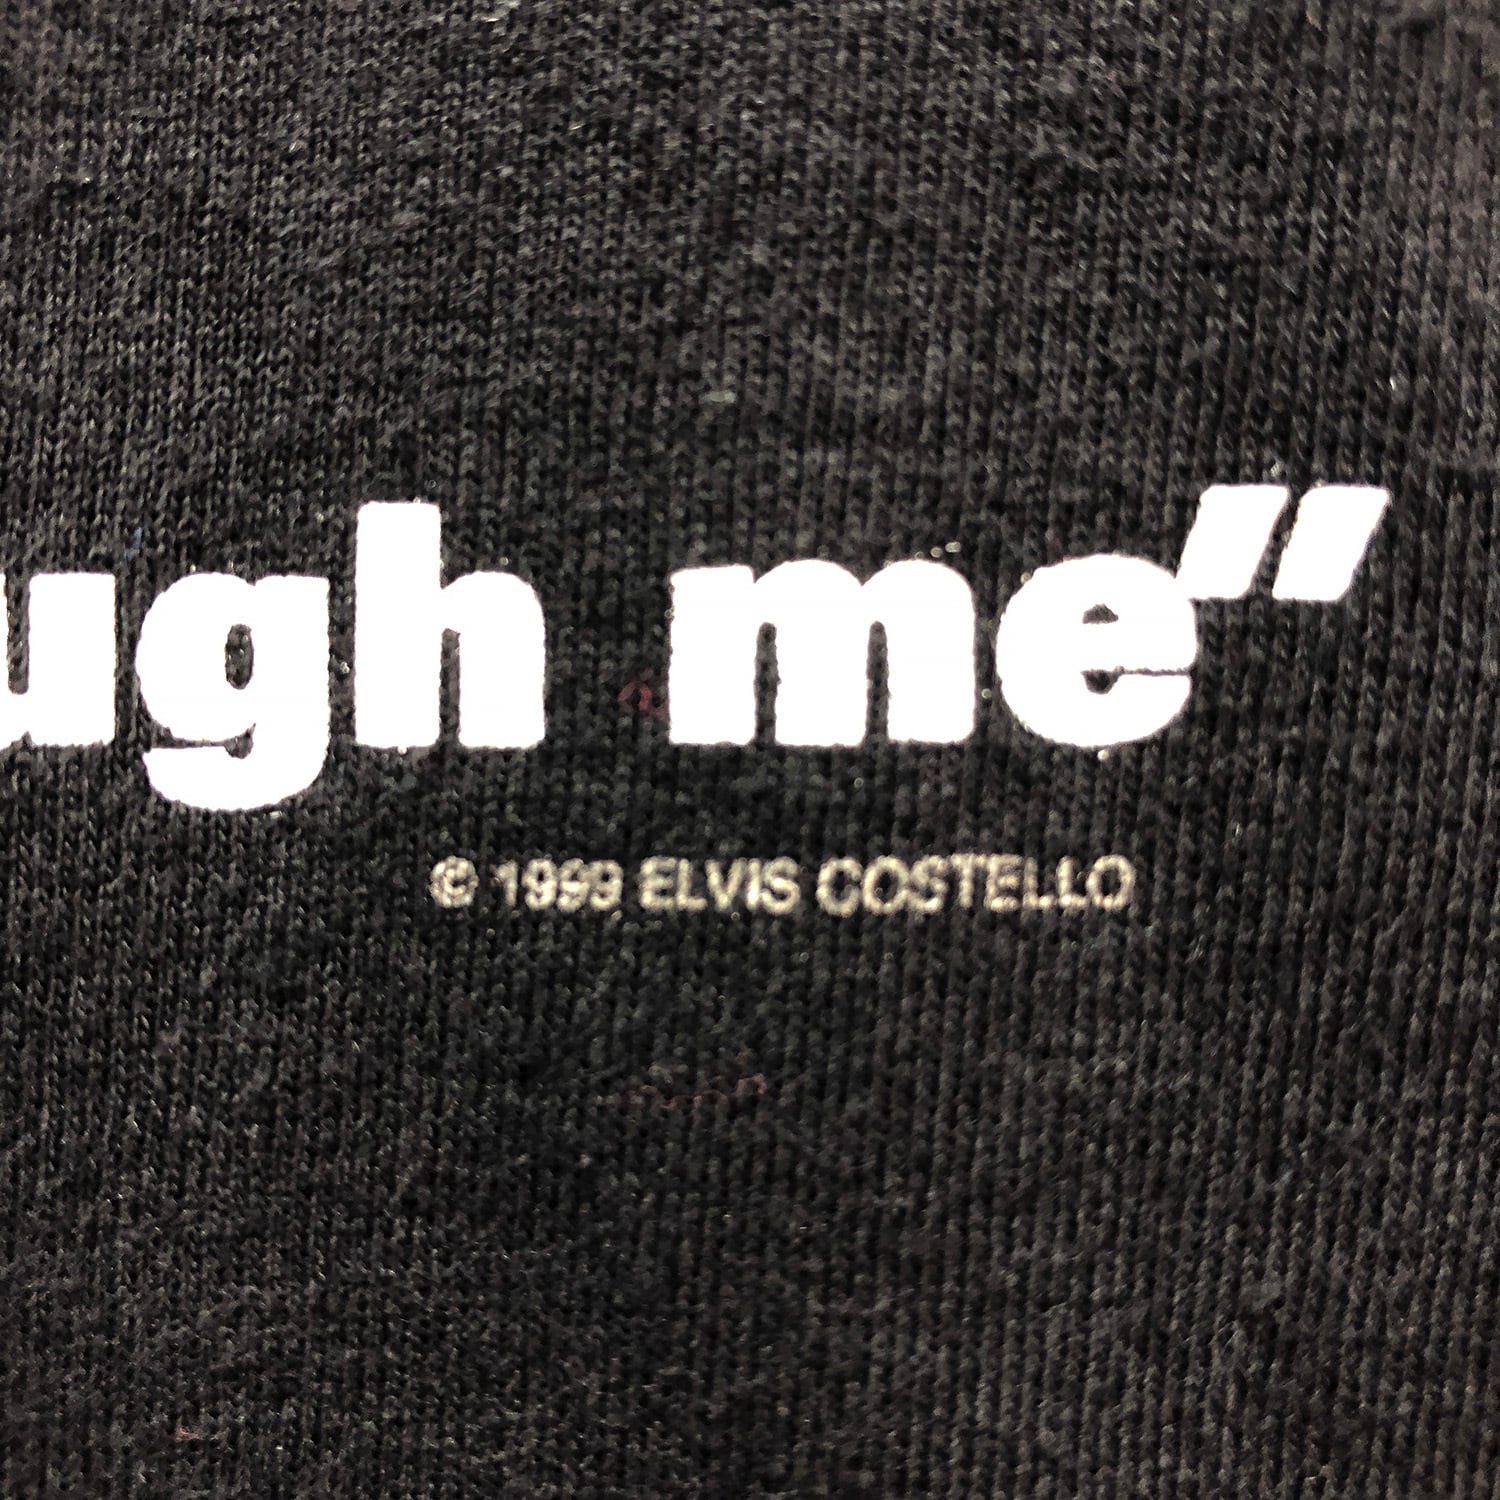 ugh me”
© 1999 ELVIS COSTELLO